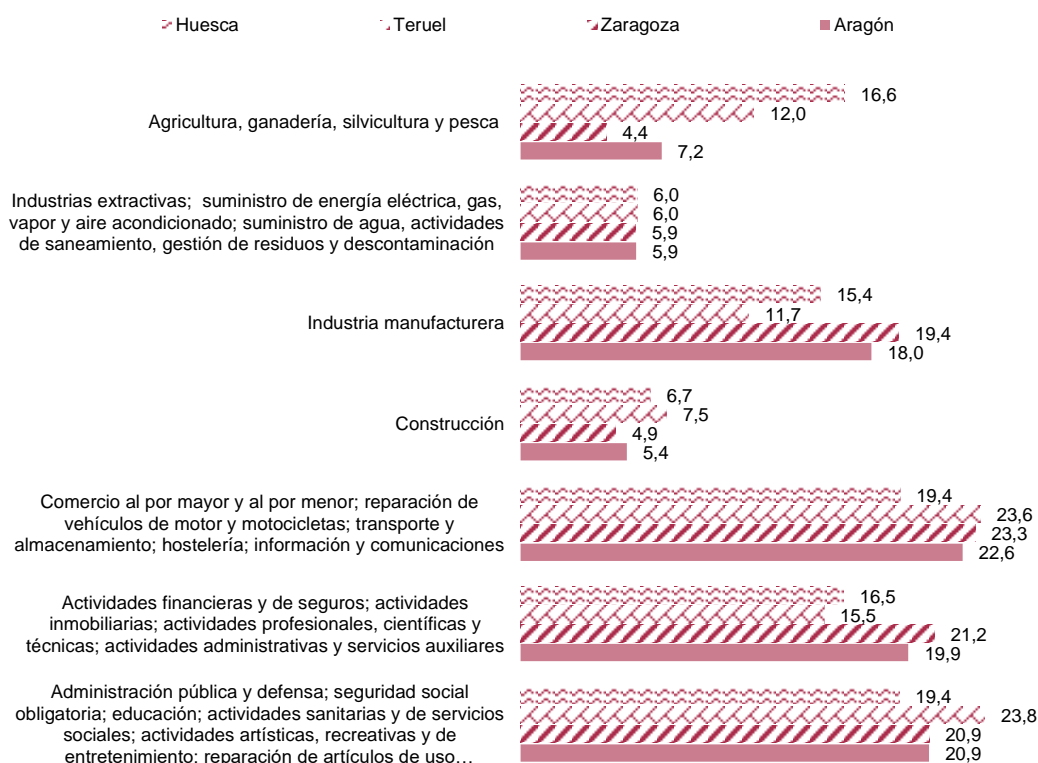 Huesca Teruel Zaragoza Aragón
Agricultura, ganadería, silvicultura y pesca
16,6
12,0
4,4
7,2
Industrias extractivas; suministro de energía eléctrica, gas,
vapor y aire acondicionado; suministro de agua, actividades
de saneamiento, gestión de residuos y descontaminación
6,0
6,0
5,9
5,9
Industria manufacturera
15,4
11,7
19,4
18,0
Construcción
6,7
7,5
4,9
5,4
Comercio al por mayor y al por menor; reparación de
vehículos de motor y motocicletas; transporte y
almacenamiento; hostelería; información y comunicaciones
19,4
23,6
23,3
22,6
Actividades financieras y de seguros; actividades
inmobiliarias; actividades profesionales, científicas y
técnicas; actividades administrativas y servicios auxiliares
16,5
15,5
21,2
19,9
Administración pública y defensa; seguridad social
obligatoria; educación; actividades sanitarias y de servicios
sociales; actividades artísticas, recreativas y de
entretenimiento; reparación de artículos de uso…
19,4
23,8
20,9
20,9